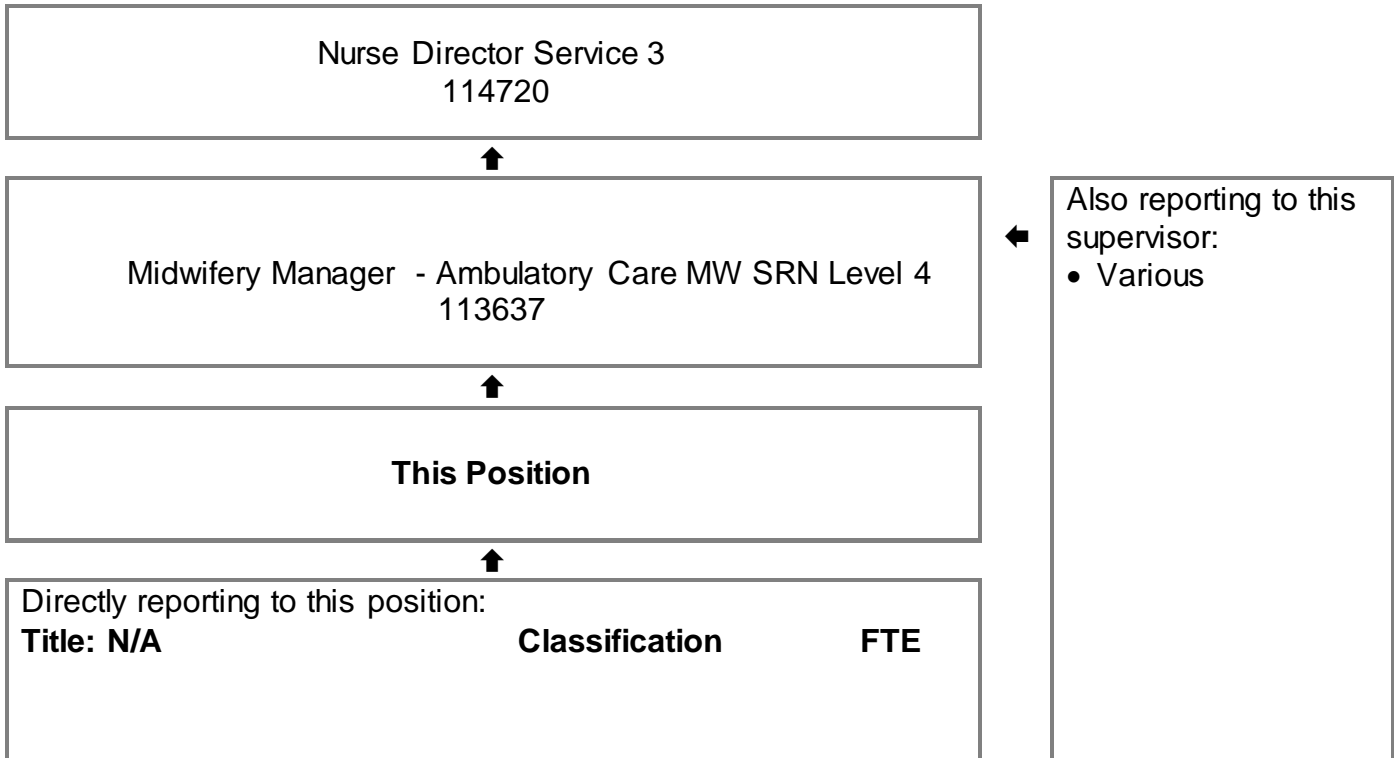 Nurse Director Service 3
114720
Midwifery Manager - Ambulatory Care MW SRN Level 4
113637
Also reporting to this
supervisor:
• Various
This Position
Directly reporting to this position:
Title: N/A Classification FTE